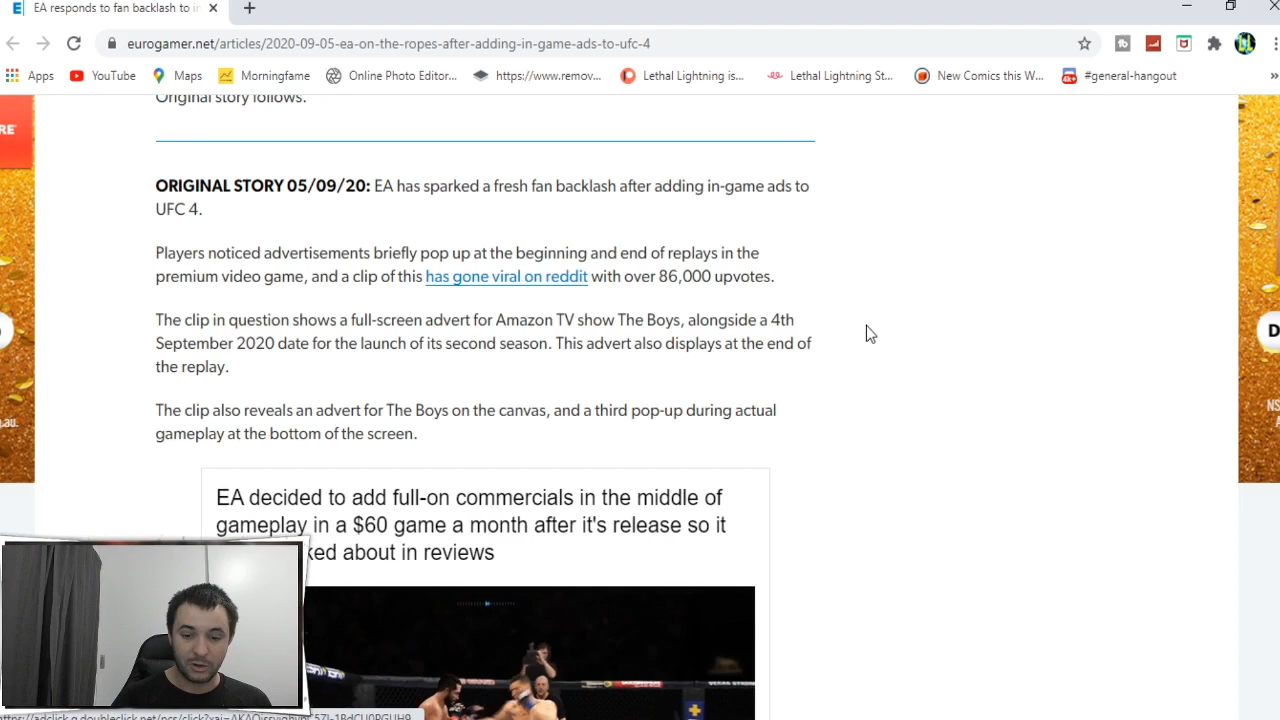 EA responds to fan backlash to in
eurogamer.net/articles/2020-09-05-ea-on-the-ropes-after-adding-in-game-ads-to-ufc-4
Apps YouTube Maps Morningfame Online Photo Editor... https://www.remov... Lethal Lightning is... Lethal Lightning St... New Comics this W... #general-hangout
Original story follows.
ORIGINAL STORY 05/09/20: EA has sparked a fresh fan backlash after adding in-game ads to
UFC 4.
Players noticed advertisements briefly pop up at the beginning and end of replays in the
premium video game, and a clip of this has gone viral on reddit with over 86,000 upvotes.
The clip in question shows a full-screen advert for Amazon TV show The Boys, alongside a 4th
September 2020 date for the launch of its second season. This advert also displays at the end of
the replay.
The clip also reveals an advert for The Boys on the canvas, and a third pop-up during actual
gameplay at the bottom of the screen.
EA decided to add full-on commercials in the middle of
gameplay in a $60 game a month after it's release so it
ked about in reviews